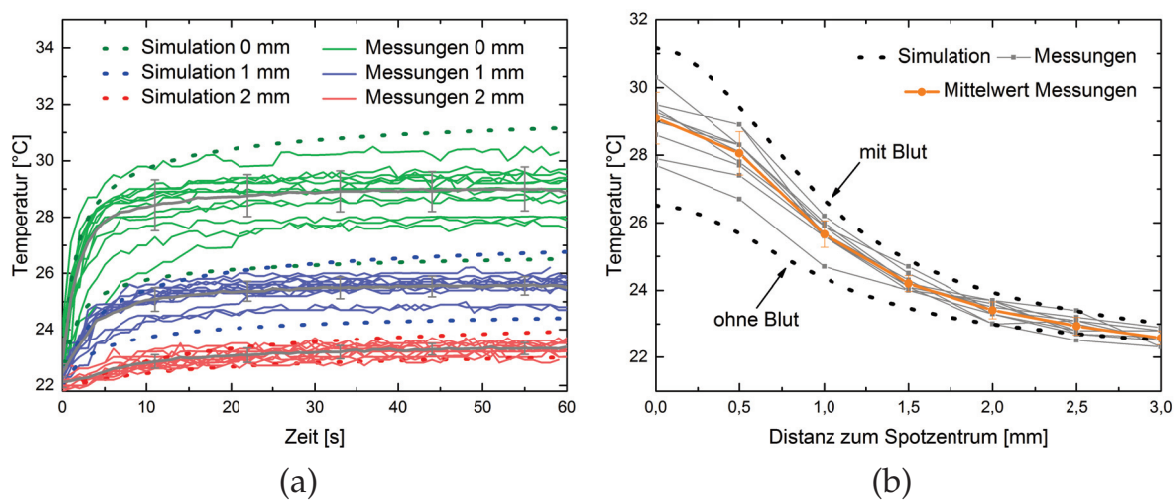 Simulation 0 mm
Simulation 1 mm
Simulation 2 mm
Messungen 0 mm
Messungen 1 mm
Messungen 2 mm
34
32
30
28
26
24
22
Temperatur [°C]
0
10
20
30
40
50
60
Zeit [s]
(a)
Simulation
Messungen
Mittelwert Messungen
mit Blut
ohne Blut
32
30
28
26
24
22
Temperatur [°C]
0,0
0,5
1,0
1,5
2,0
2,5
3,0
Distanz zum Spotzentrum [mm]
(b)